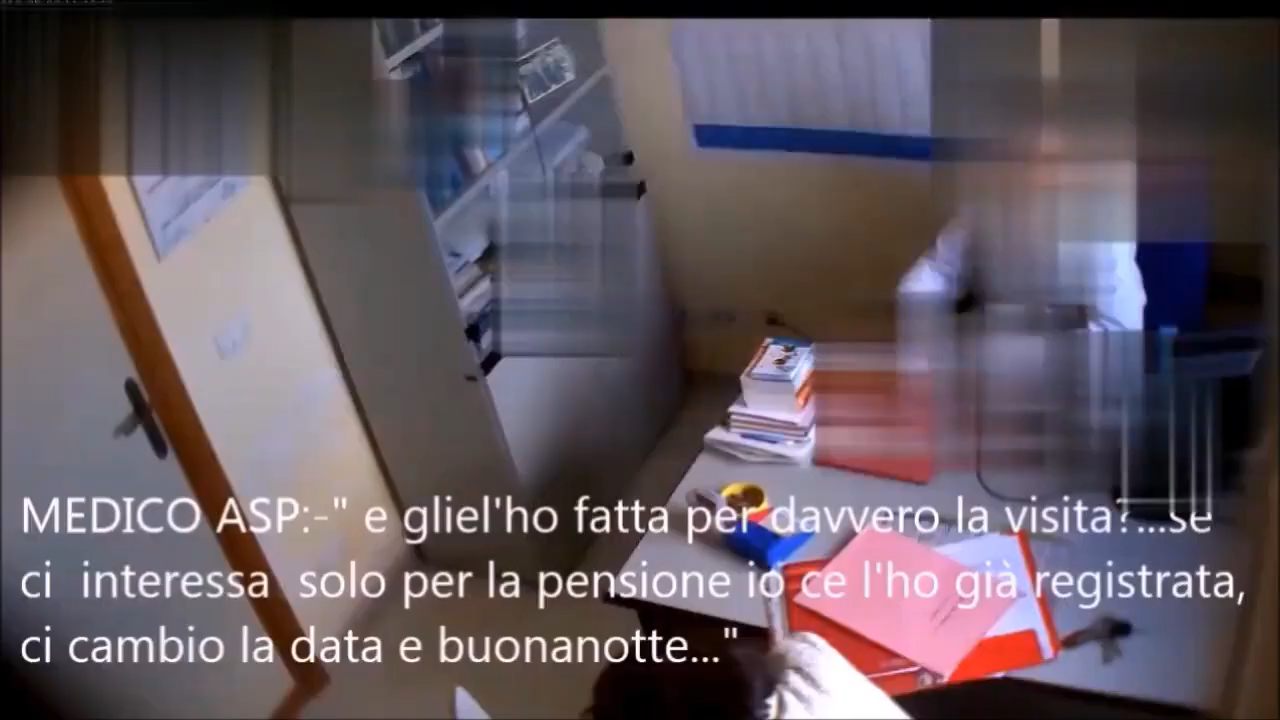 MEDICO ASP:-" e gliel'ho fatta per davvero la visita?...se
ci interessa solo per la pensione io ce l'ho già registrata,
ci cambio la data e buonanotte..."